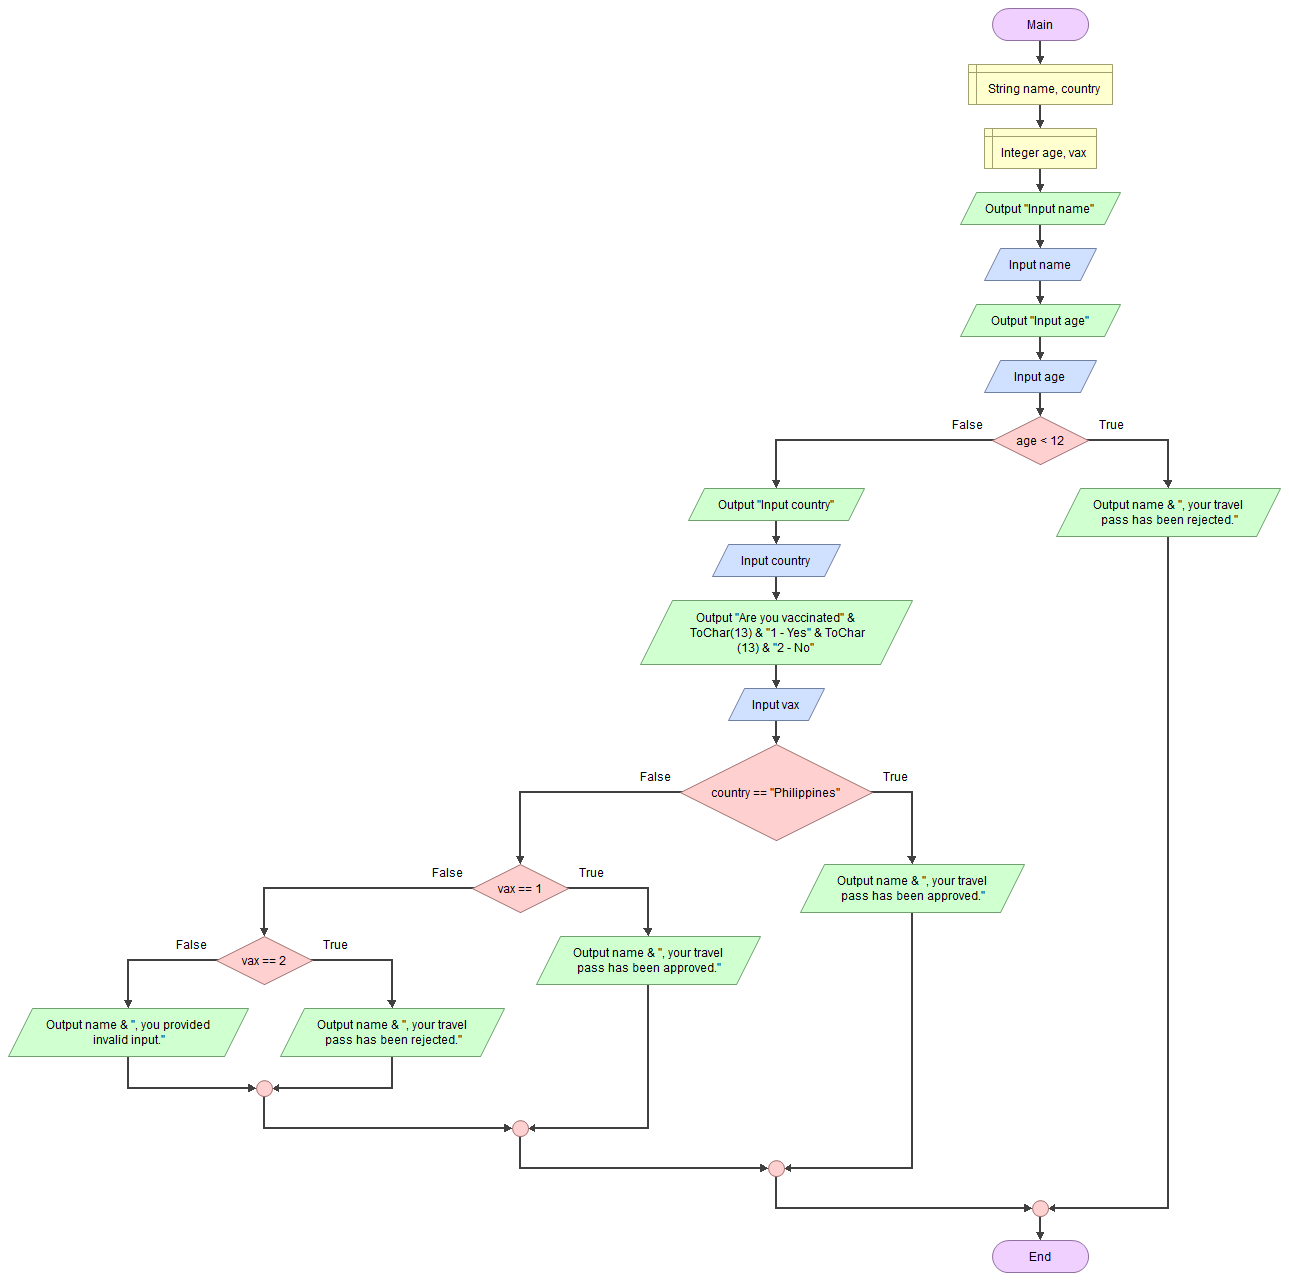 Main
String name, country
Integer age, vax
Output "Input name"
Input name
Output "Input age"
Input age
False
True
age < 12
Output "Input country"
Output name & ", your travel
pass has been rejected."
Input country
Output "Are you vaccinated" &
ToChar(13) & "1 - Yes" & ToChar
(13) & "2 - No"
Input vax
False
True
country == "Philippines"
False
True
vax == 1
Output name & ", your travel
pass has been approved."
False
True
vax == 2
Output name & ", your travel
pass has been approved."
Output name & ", you provided
invalid input."
Output name & ", your travel
pass has been rejected."
End